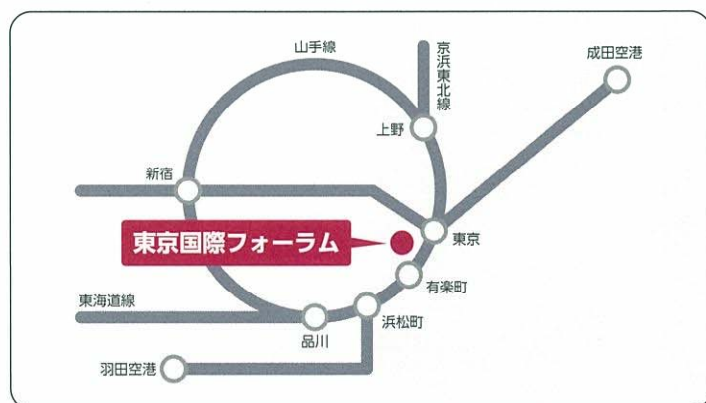 山手線
京浜東北線
成田空港
上野
新宿
東京国際フォーラム
東京
有楽町
東海道線
浜松町
品川
羽田空港